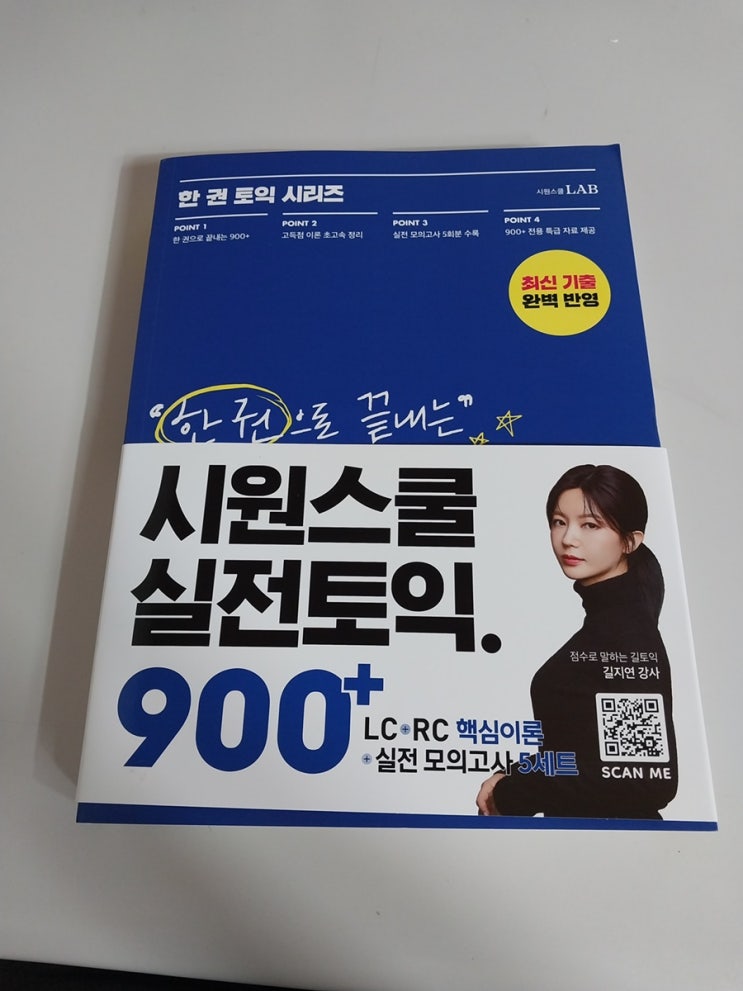 한 권 토익 시리즈
시원스쿨 LAB
POINT 1
한 권으로 끝내는 900+
POINT 2
고득점 이론 초고속 정리
POINT 3
실전 모의고사 5회분 수록
POINT 4
900+ 전용 특급 자료 제공
최신 기출
완벽 반영
“한 권으로 끝내는”
시원스쿨
실전토익.
900+
LC+RC 핵심이론
+실전 모의고사 5세트
점수로 말하는 길토익
길지연 강사
SCAN ME